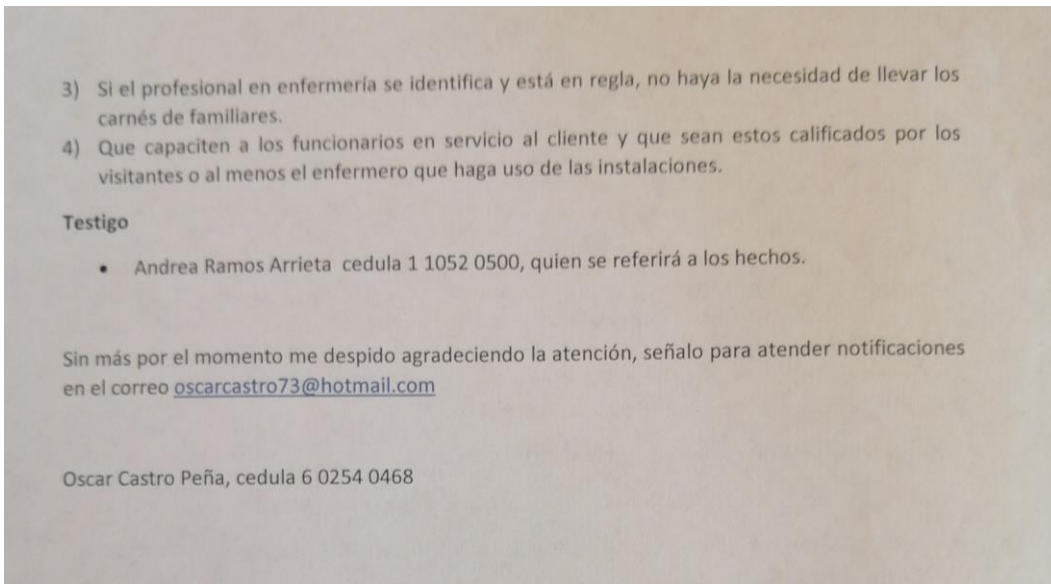 3) Si el profesional en enfermería se identifica y está en regla, no haya la necesidad de llevar los
carnés de familiares.
4) Que capaciten a los funcionarios en servicio al cliente y que sean estos calificados por los
visitantes o al menos el enfermero que haga uso de las instalaciones.
Testigo
• Andrea Ramos Arrieta cedula 1 1052 0500, quien se referirá a los hechos.
Sin más por el momento me despido agradeciendo la atención, señalo para atender notificaciones
en el correo oscarcastro73@hotmail.com
Oscar Castro Peña, cedula 6 0254 0468